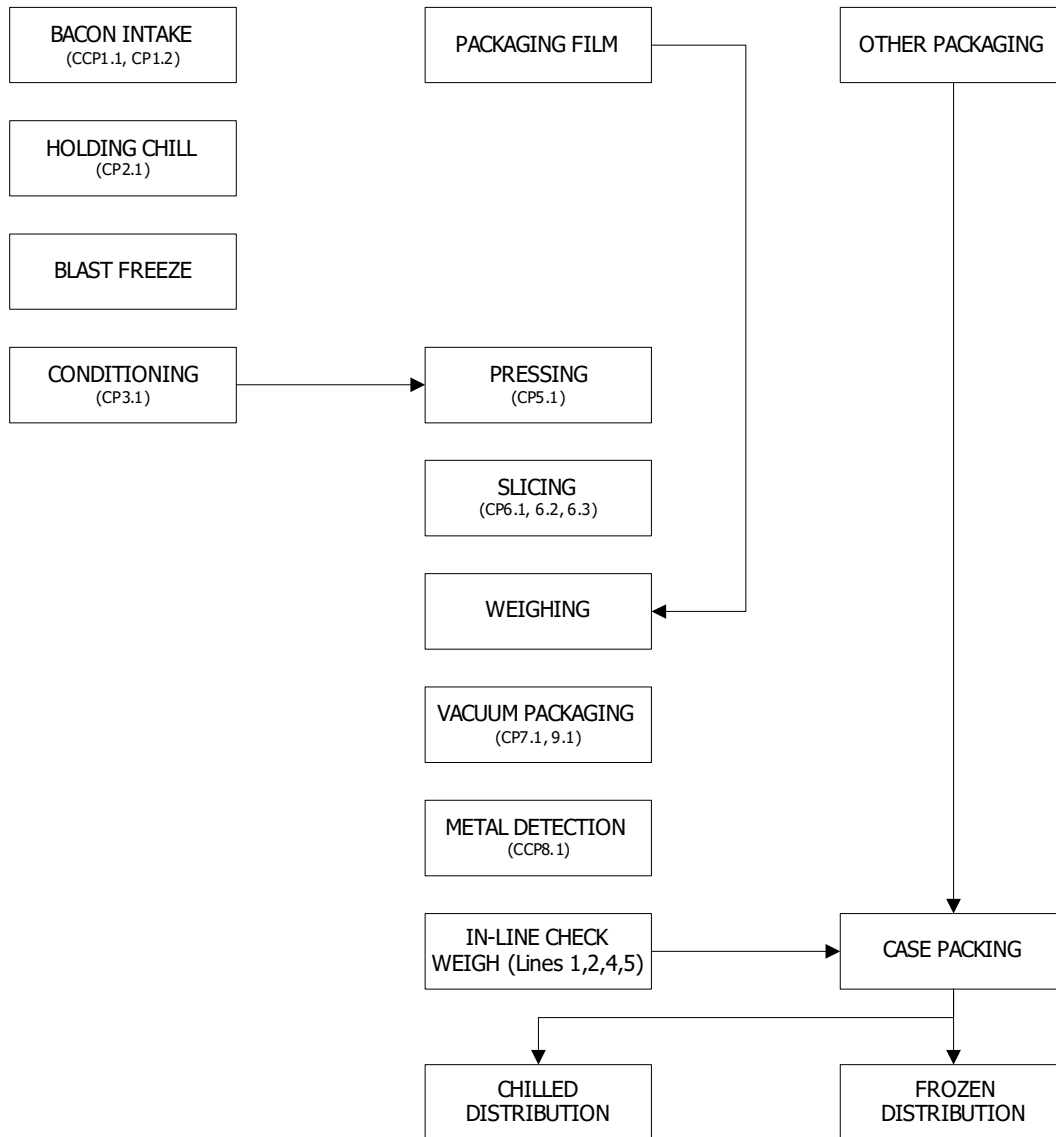 BACON INTAKE
(CCP1.1, CP1.2)
PACKAGING FILM
OTHER PACKAGING
HOLDING CHILL
(CP2.1)
BLAST FREEZE
CONDITIONING
(CP3.1)
PRESSING
(CP5.1)
SLICING
(CP6.1, 6.2, 6.3)
WEIGHING
VACUUM PACKAGING
(CP7.1, 9.1)
METAL DETECTION
(CCP8.1)
IN-LINE CHECK
WEIGH (Lines 1,2,4,5)
CASE PACKING
CHILLED
DISTRIBUTION
FROZEN
DISTRIBUTION